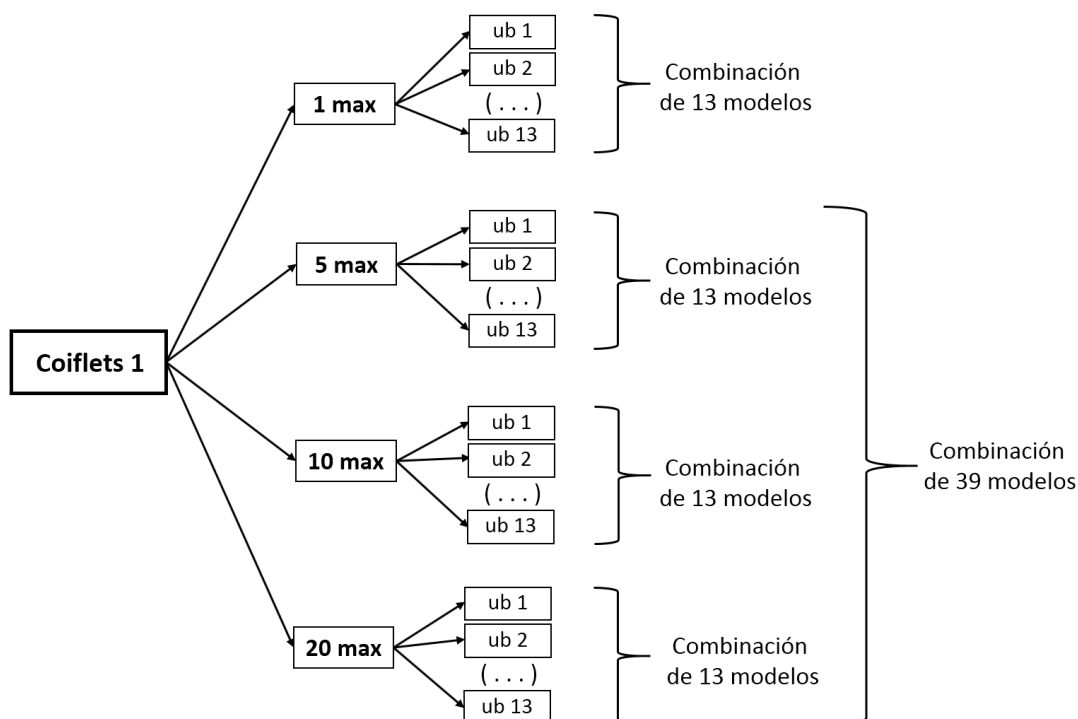 Coiflets 1
1 max
ub 1
ub 2
( . . . )
ub 13
Combinación
de 13 modelos
5 max
ub 1
ub 2
( . . . )
ub 13
Combinación
de 13 modelos
10 max
ub 1
ub 2
( . . . )
ub 13
Combinación
de 13 modelos
20 max
ub 1
ub 2
( . . . )
ub 13
Combinación
de 13 modelos
Combinación
de 39 modelos